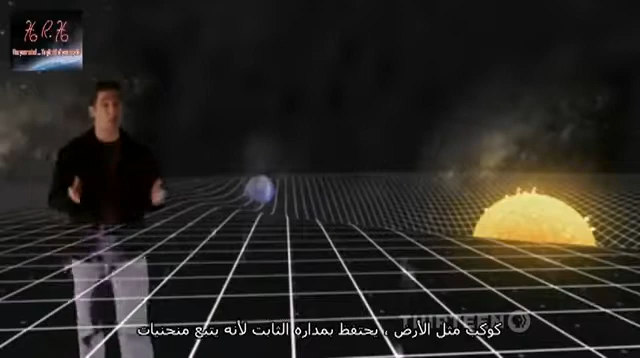 H R H
كوكب مثل الأرض ، يحتفظ بمداره الثابت لأنه يتبع منحنيات
THIRTEEN